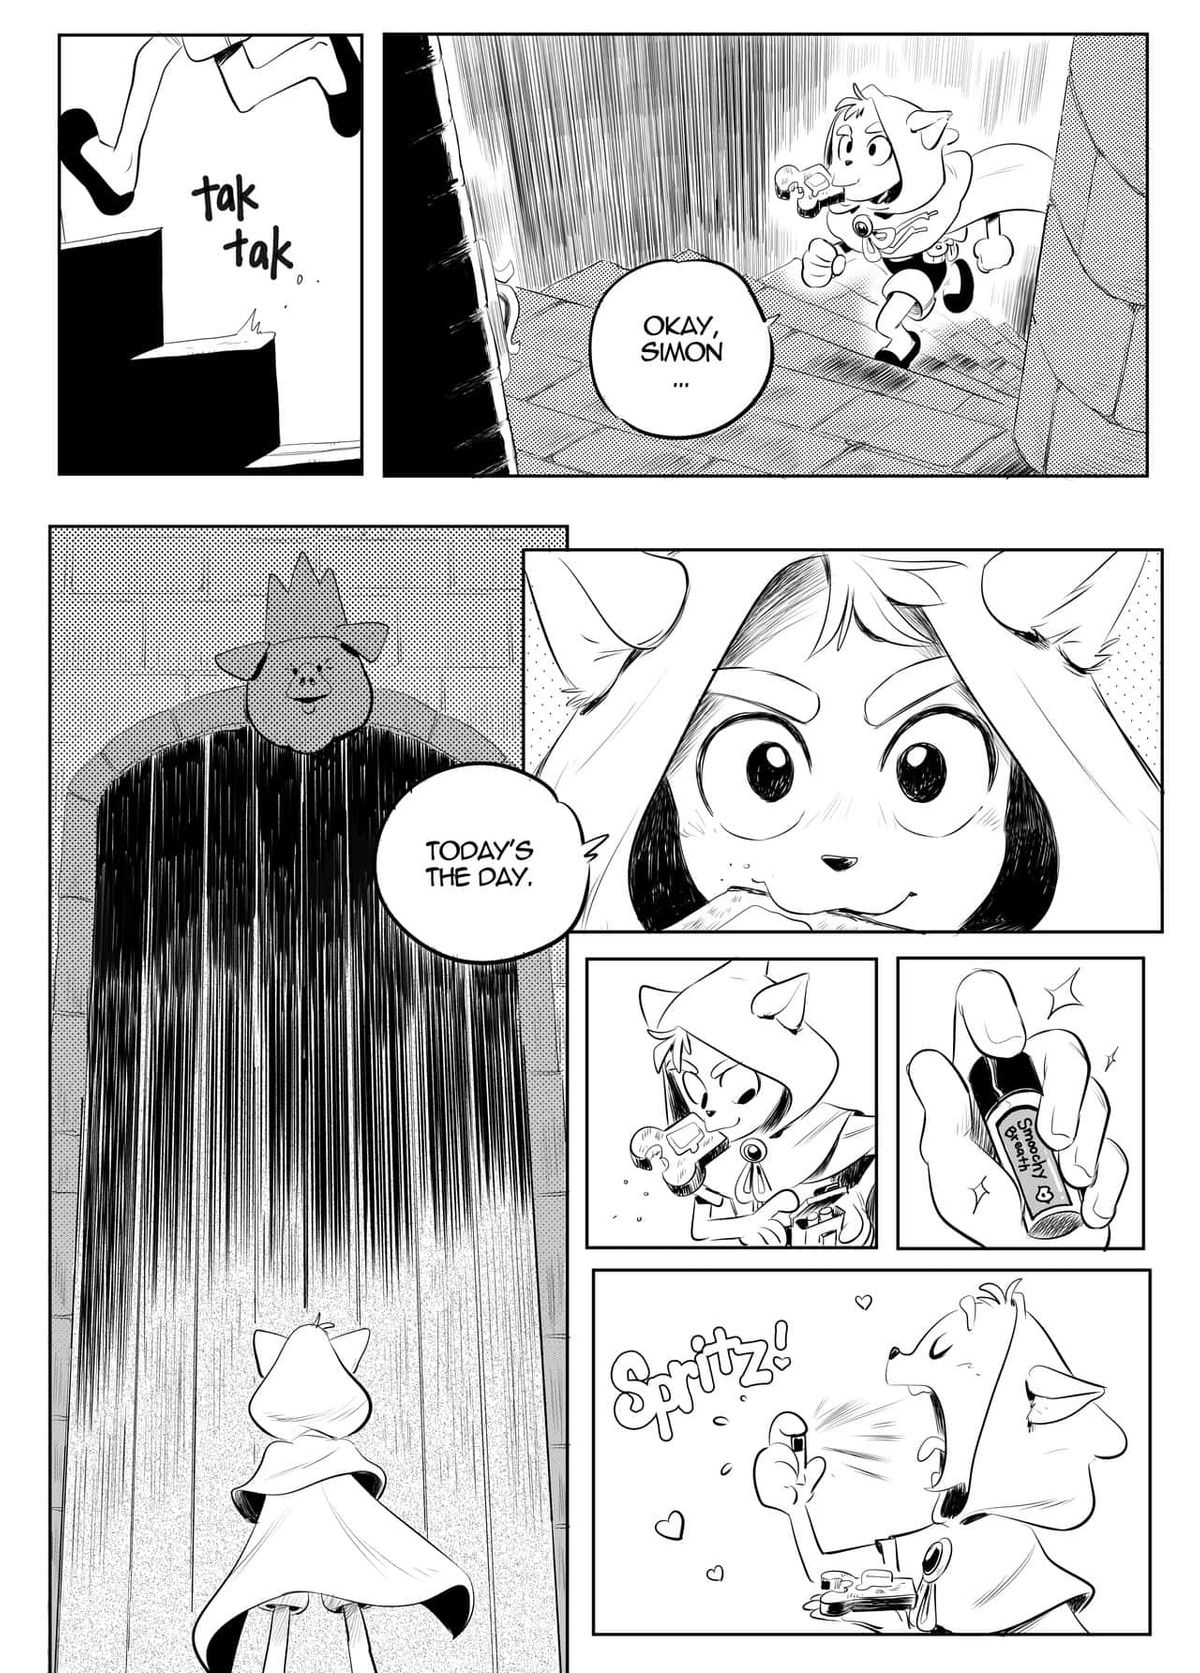 tak
tak
OKAY,
SIMON
...
TODAY'S
THE DAY.
Smoochy
Breath
Spritz!